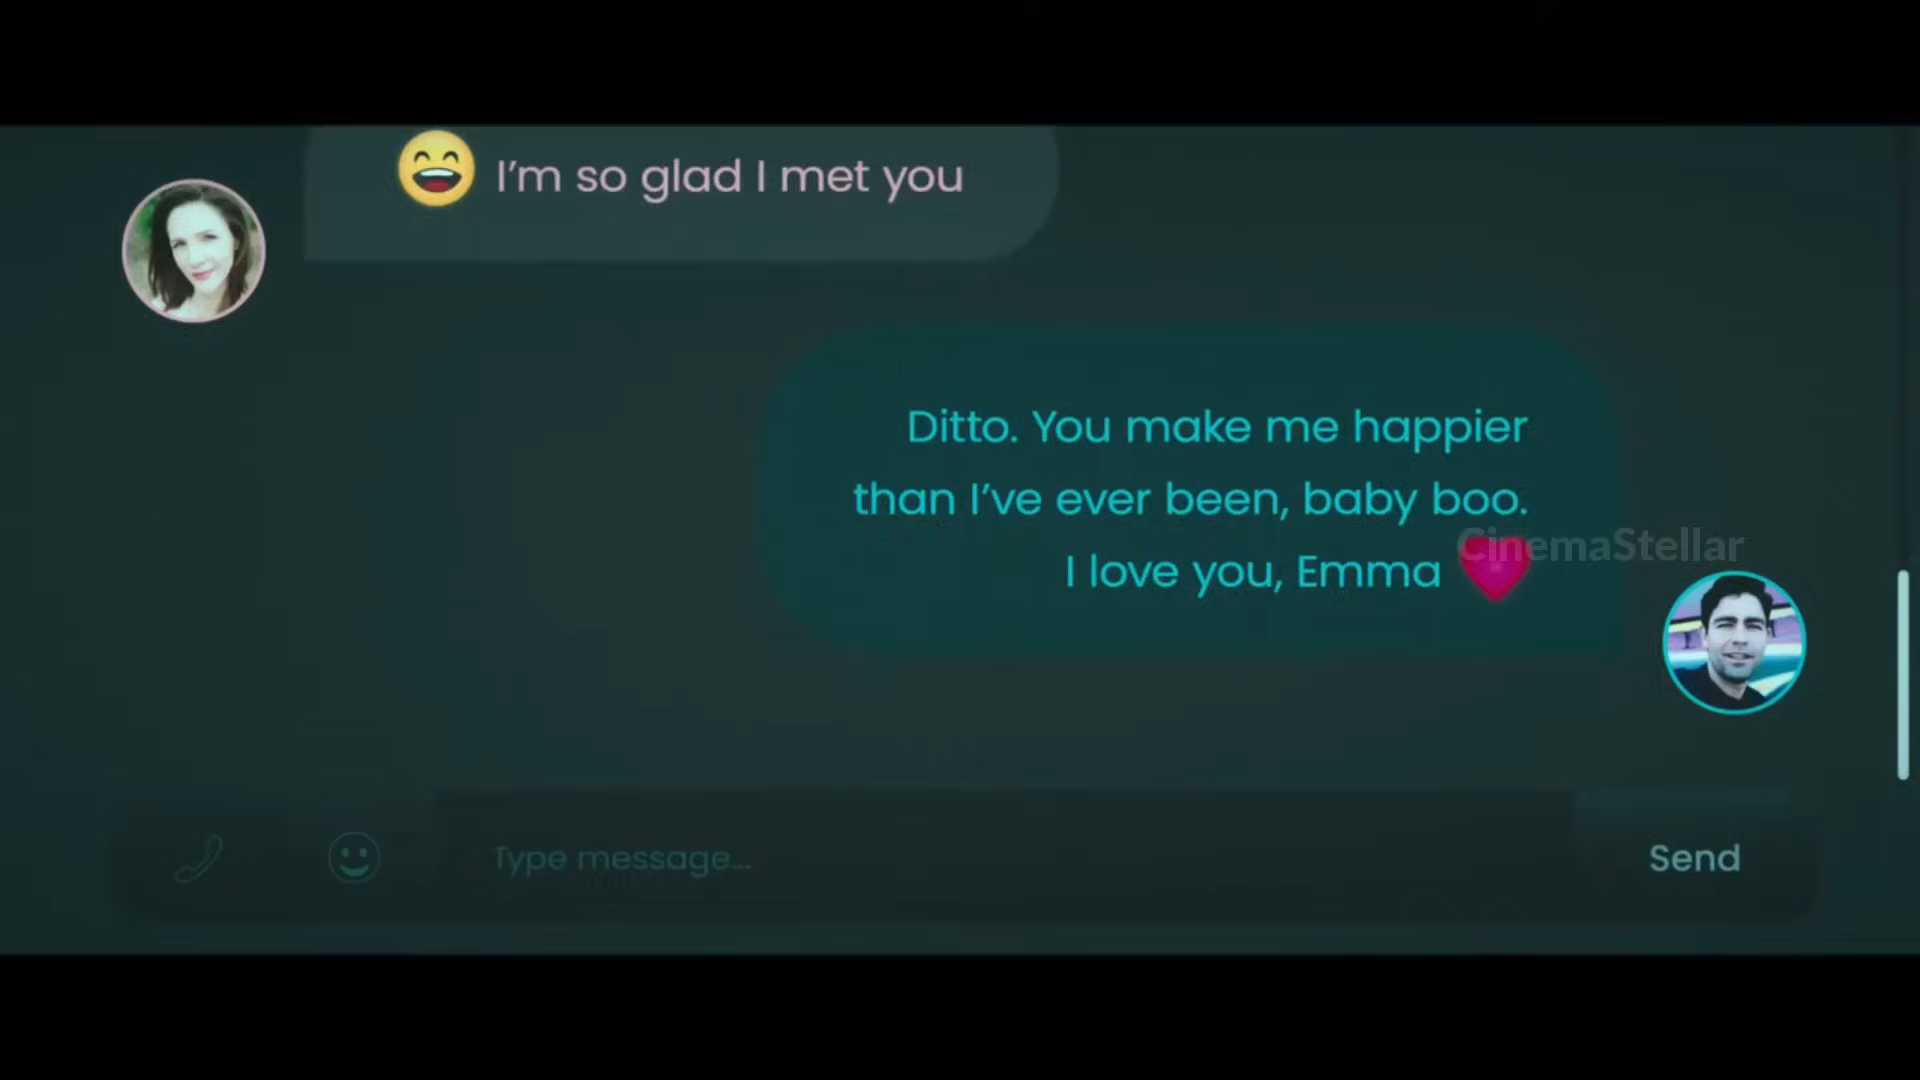 😄 I'm so glad I met you
Ditto. You make me happier
than I've ever been, baby boo.
I love you, Emma
CinemaStellar
Type message...
Send